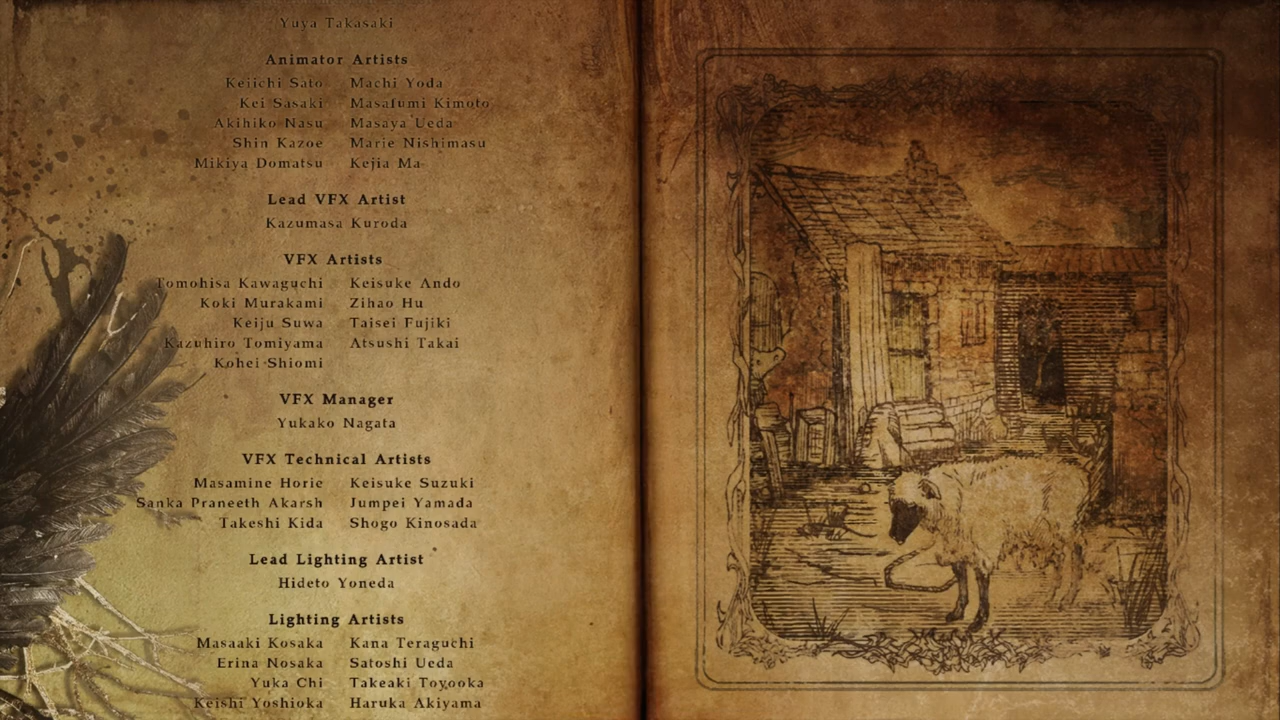 Yuya Takasaki
Animator Artists
Keiichi Sato Machi Yoda
Kei Sasaki Masafumi Kimoto
Akihiko Nasu Masaya Ueda
Shin Kazoe Marie Nishimasu
Mikiya Domatsu Kejia Ma
Lead VFX Artist
Kazumasa Kuroda
VFX Artists
Tomohisa Kawaguchi Keisuke Ando
Koki Murakami Zihao Hu
Keiju Suwa Taisei Fujiki
Kazuhiro Tomiyama Atsushi Takai
Kohei Shiomi
VFX Manager
Yukako Nagata
VFX Technical Artists
Masamine Horie Keisuke Suzuki
Sanka Praneeth Akarsh Jumpei Yamada
Takeshi Kida Shogo Kinosada
Lead Lighting Artist
Hideto Yoneda
Lighting Artists
Masaaki Kosaka Kana Teraguchi
Erina Nosaka Satoshi Ueda
Yuka Chi Takeaki Toyooka
Keishi Yoshioka Haruka Akiyama